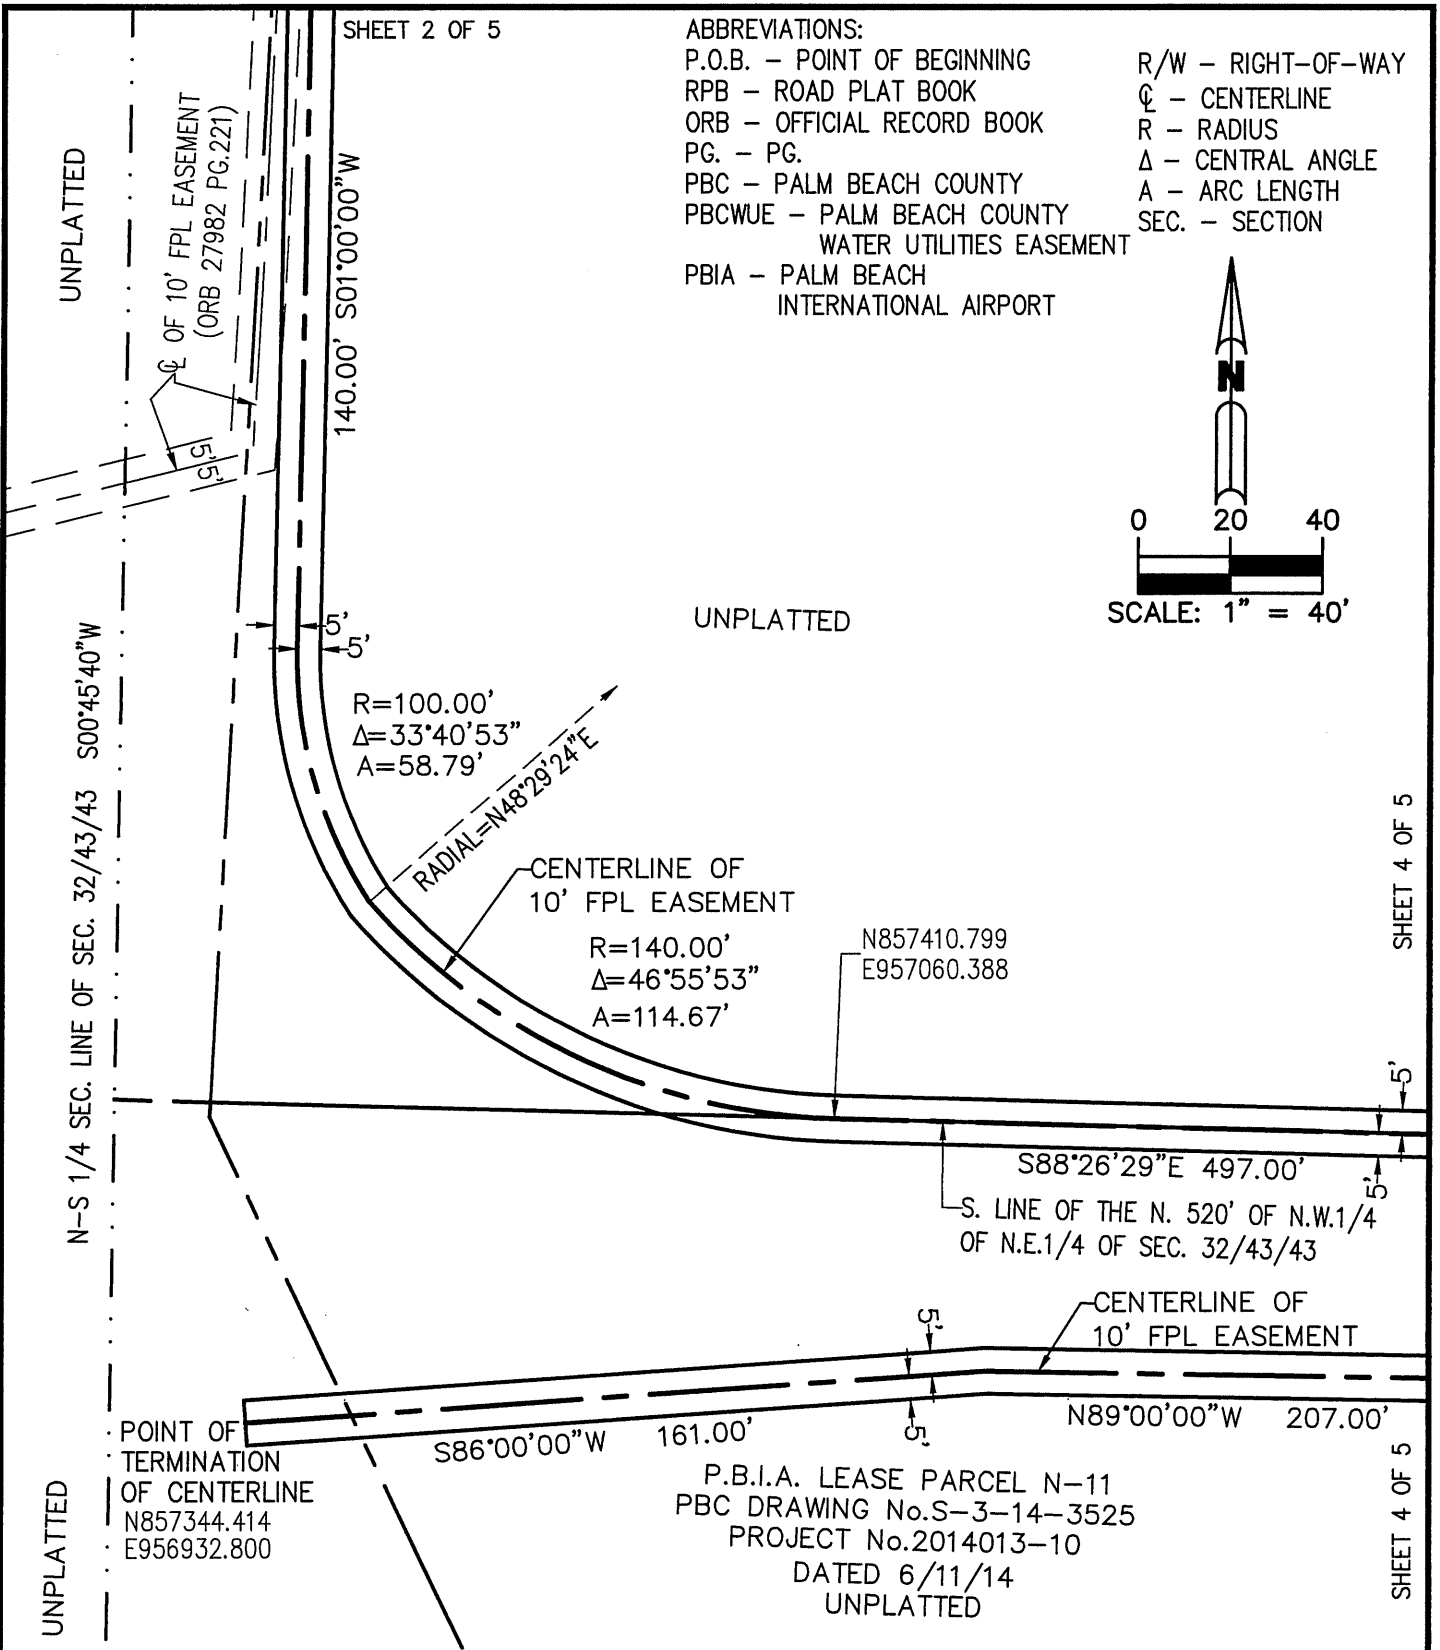 SHEET 2 OF 5
ABBREVIATIONS:
P.O.B. - POINT OF BEGINNING
RPB - ROAD PLAT BOOK
ORB - OFFICIAL RECORD BOOK
PG. - PG.
PBC - PALM BEACH COUNTY
PBCWUE - PALM BEACH COUNTY
WATER UTILITIES EASEMENT
PBIA - PALM BEACH
INTERNATIONAL AIRPORT
R/W - RIGHT-OF-WAY
℄ - CENTERLINE
R - RADIUS
Δ - CENTRAL ANGLE
A - ARC LENGTH
SEC. - SECTION
N
0 20 40
SCALE: 1" = 40'
UNPLATTED
℄ OF 10' FPL EASEMENT
(ORB 27982 PG.221)
140.00' S01°00'00"W
5'
5'
UNPLATTED
5'
5'
N-S 1/4 SEC. LINE OF SEC. 32/43/43 S00°45'40"W
R=100.00'
Δ=33°40'53"
A=58.79'
RADIAL=N48°29'24"E
CENTERLINE OF
10' FPL EASEMENT
R=140.00'
Δ=46°55'53"
A=114.67'
N857410.799
E957060.388
SHEET 4 OF 5
5'
S88°26'29"E 497.00'
5'
S. LINE OF THE N. 520' OF N.W.1/4
OF N.E.1/4 OF SEC. 32/43/43
CENTERLINE OF
10' FPL EASEMENT
5'
5'
N89°00'00"W 207.00'
S86°00'00"W 161.00'
POINT OF
TERMINATION
OF CENTERLINE
N857344.414
E956932.800
UNPLATTED
P.B.I.A. LEASE PARCEL N-11
PBC DRAWING No.S-3-14-3525
PROJECT No.2014013-10
DATED 6/11/14
UNPLATTED
SHEET 4 OF 5